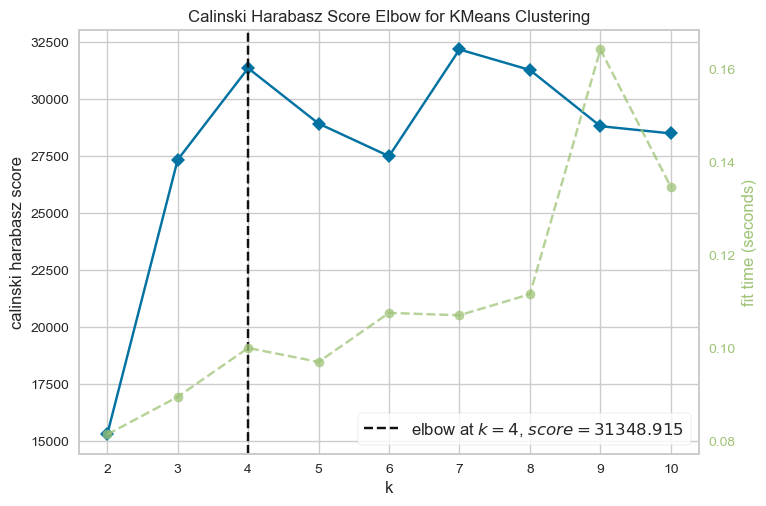 Calinski Harabasz Score Elbow for KMeans Clustering
calinski harabasz score
32500
30000
27500
25000
22500
20000
17500
15000
fit time (seconds)
0.16
0.14
0.12
0.10
0.08
elbow at k = 4, score = 31348.915
2 3 4 5 6 7 8 9 10
k